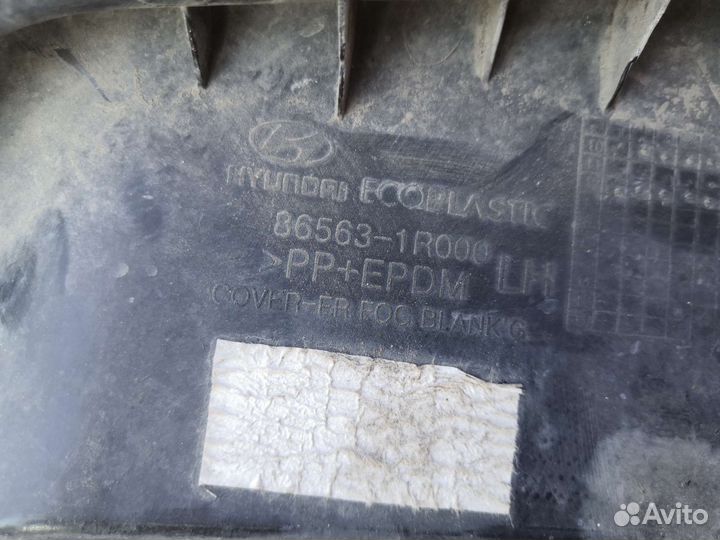 HYUNDAI ECOPLASTIC
86563-1R000
>PP+EPDM LH
COVER-FR FOG BLANK'G
Avito